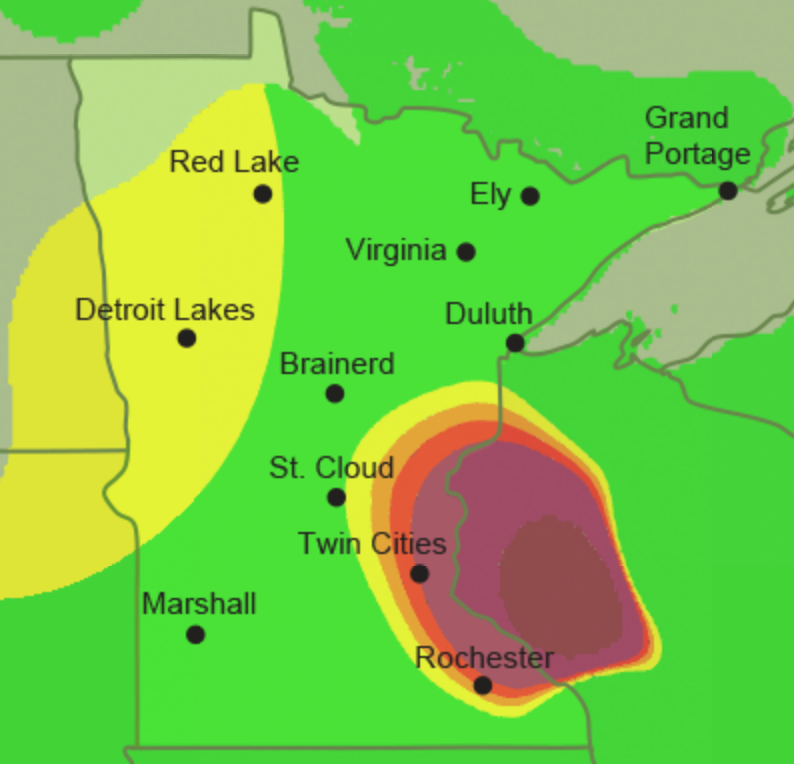 Grand
Portage
Red Lake
Ely
Virginia
Detroit Lakes
Duluth
Brainerd
St. Cloud
Twin Cities
Marshall
Rochester